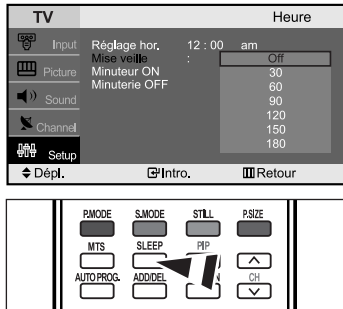 TV Heure
Input
Réglage hor. 12 : 00 am
Mise veille : Off
Picture
Minuteur ON 30
Minuterie OFF 60
Sound
90
120
Channel
150
Setup
180
Dépl. Intro. Retour
P.MODE S.MODE STILL P.SIZE
MTS SLEEP PIP
AUTO PROG. ADD/DEL CH